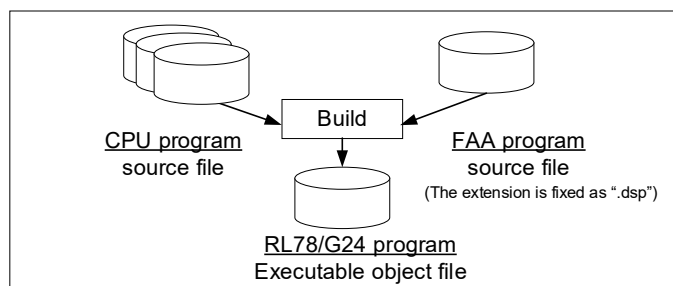 Build
CPU program
source file
FAA program
source file
(The extension is fixed as “.dsp”)
RL78/G24 program
Executable object file